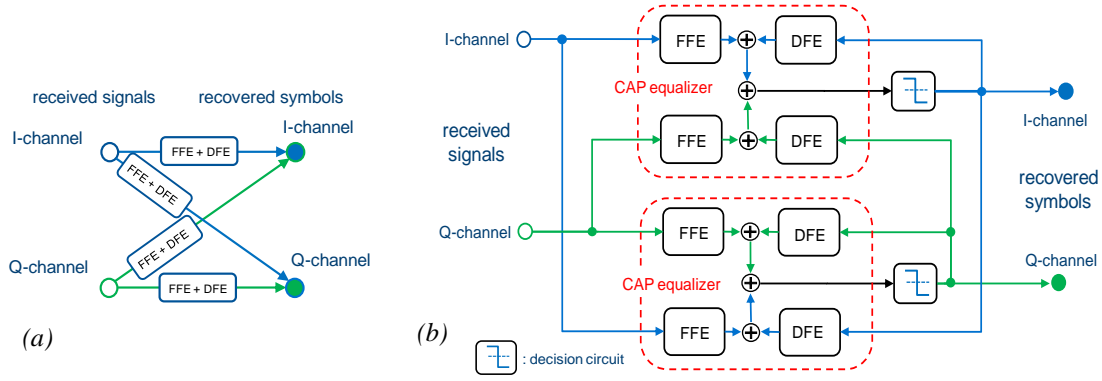 received signals
recovered symbols
I-channel
I-channel
FFE + DFE
FFE + DFE
FFE + DFE
Q-channel
Q-channel
FFE + DFE
(a)
I-channel
FFE
DFE
CAP equalizer
I-channel
received
signals
FFE
DFE
recovered
symbols
Q-channel
FFE
DFE
Q-channel
CAP equalizer
FFE
DFE
(b)
: decision circuit